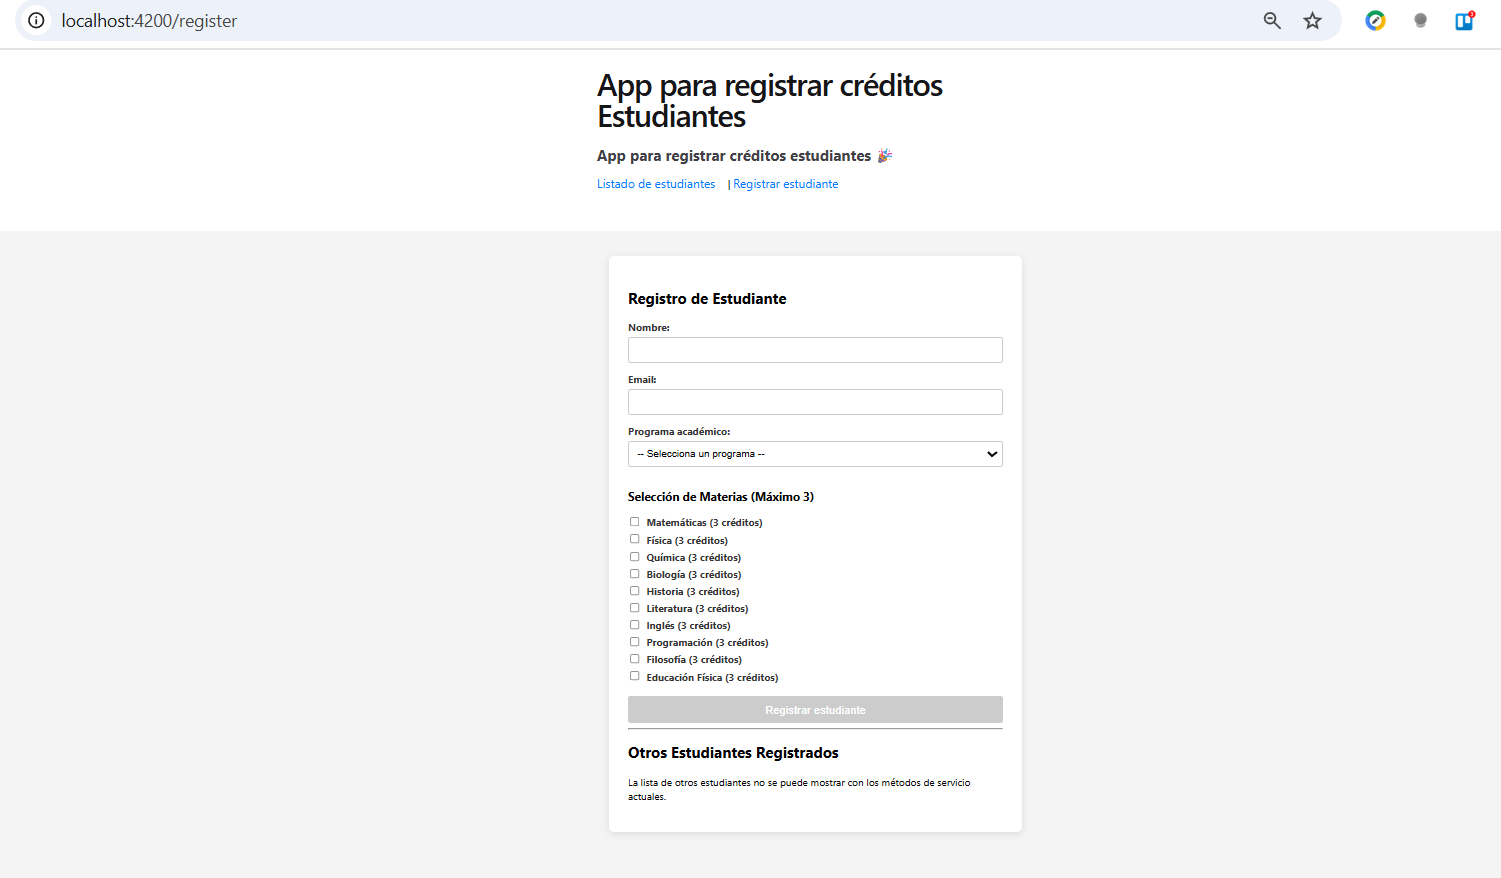 localhost:4200/register
App para registrar créditos
Estudiantes
App para registrar créditos estudiantes 🎉
Listado de estudiantes | Registrar estudiante
Registro de Estudiante
Nombre:
Email:
Programa académico:
-- Selecciona un programa --
Selección de Materias (Máximo 3)
Matemáticas (3 créditos)
Física (3 créditos)
Química (3 créditos)
Biología (3 créditos)
Historia (3 créditos)
Literatura (3 créditos)
Inglés (3 créditos)
Programación (3 créditos)
Filosofía (3 créditos)
Educación Física (3 créditos)
Registrar estudiante
Otros Estudiantes Registrados
La lista de otros estudiantes no se puede mostrar con los métodos de servicio
actuales.